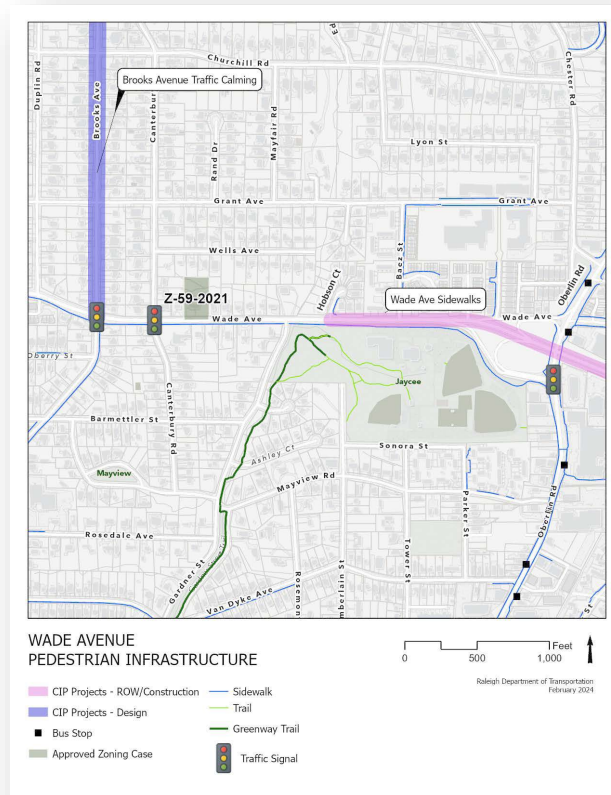 Churchill Rd
Duplin Rd
Brooks Ave
Brooks Avenue Traffic Calming
Canterbur
Rand Dr
Mayfair Rd
Chester Rd
Lyon St
Grant Ave
Grant Ave
Wells Ave
Baez St
Hobson Ct
Oberlin Rd
Z-59-2021
Wade Ave Sidewalks
Wade Ave
Wade Ave
Oberry St
Jaycee
Canterbury Rd
Barmettler St
Sonora St
Ashley Ct
Mayview
Mayview Rd
Parker St
Oberlin Rd
Rosedale Ave
Tower St
Gardner St
Van Dyke Ave
Rosemon
mberlain St
St
WADE AVENUE
PEDESTRIAN INFRASTRUCTURE
Feet
0 500 1,000
Raleigh Department of Transportation
February 2024
CIP Projects - ROW/Construction
CIP Projects - Design
Bus Stop
Approved Zoning Case
Sidewalk
Trail
Greenway Trail
Traffic Signal